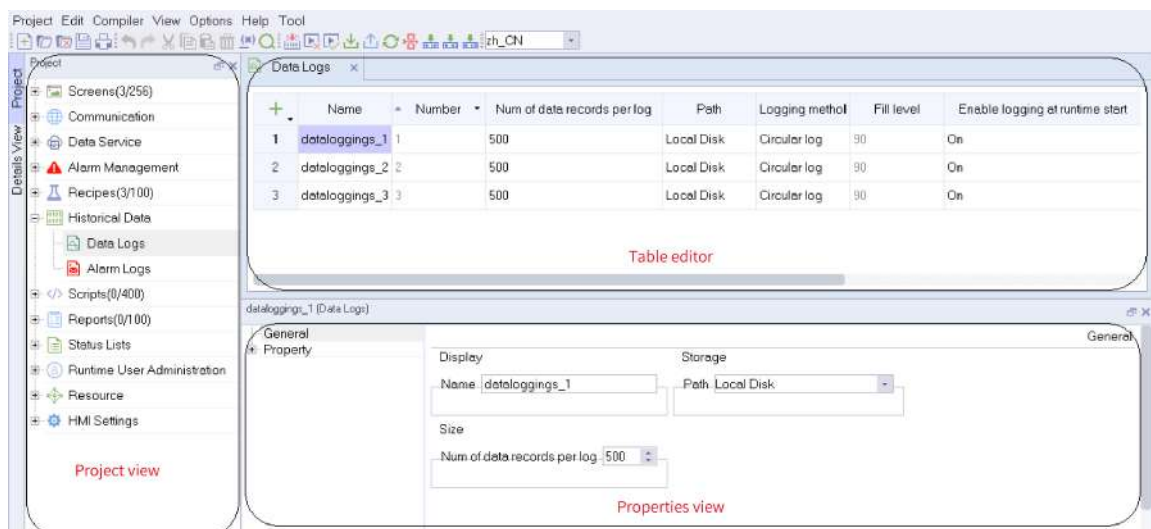 Project Edit Compiler View Options Help Tool
zh_CN
Project
Details View
Project
Screens(3/256)
Communication
Data Service
Alarm Management
Recipes(3/100)
Historical Data
Data Logs
Alarm Logs
Scripts(0/400)
Reports(0/100)
Status Lists
Runtime User Administration
Resource
HMI Settings
Project view
Data Logs
Name Number Num of data records per log Path Logging method Fill level Enable logging at runtime start
1 dataloggings_1 1 500 Local Disk Circular log 90 On
2 dataloggings_2 2 500 Local Disk Circular log 90 On
3 dataloggings_3 3 500 Local Disk Circular log 90 On
Table editor
dataloggings_1 (Data Logs)
General
Property
General
Display Storage
Name dataloggings_1 Path Local Disk
Size
Num of data records per log 500
Properties view